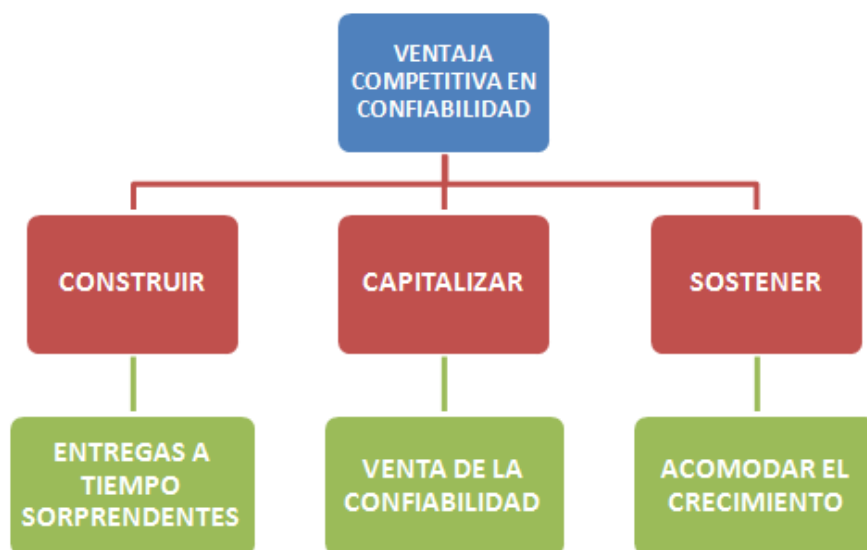 VENTAJA
COMPETITIVA EN
CONFIABILIDAD
CONSTRUIR
CAPITALIZAR
SOSTENER
ENTREGAS A
TIEMPO
SORPRENDENTES
VENTA DE LA
CONFIABILIDAD
ACOMODAR EL
CRECIMIENTO